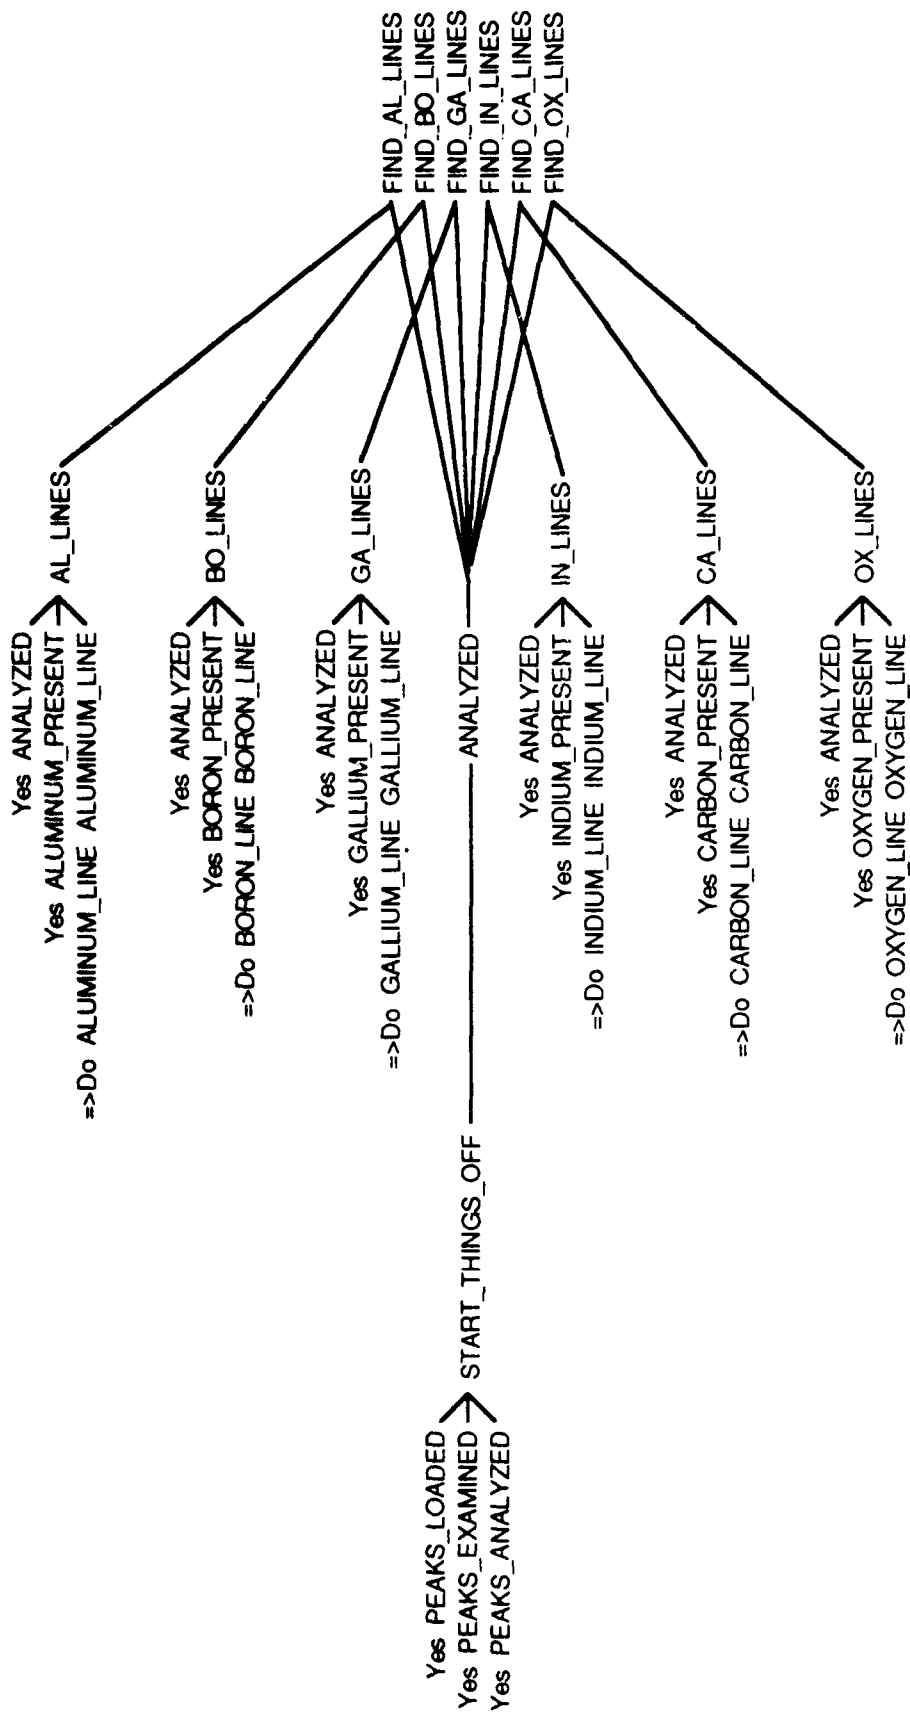 Yes PEAKS_LOADED
Yes PEAKS_EXAMINED
Yes PEAKS_ANALYZED
START_THINGS_OFF
ANALYZED
Yes ANALYZED
Yes ALUMINUM_PRESENT
=>Do ALUMINUM_LINE ALUMINUM_LINE
AL_LINES
Yes ANALYZED
Yes BORON_PRESENT
=>Do BORON_LINE BORON_LINE
BO_LINES
Yes ANALYZED
Yes GALLIUM_PRESENT
=>Do GALLIUM_LINE GALLIUM_LINE
GA_LINES
Yes ANALYZED
Yes INDIUM_PRESENT
=>Do INDIUM_LINE INDIUM_LINE
IN_LINES
Yes ANALYZED
Yes CARBON_PRESENT
=>Do CARBON_LINE CARBON_LINE
CA_LINES
Yes ANALYZED
Yes OXYGEN_PRESENT
=>Do OXYGEN_LINE OXYGEN_LINE
OX_LINES
FIND_AL_LINES
FIND_BO_LINES
FIND_GA_LINES
FIND_IN_LINES
FIND_CA_LINES
FIND_OX_LINES